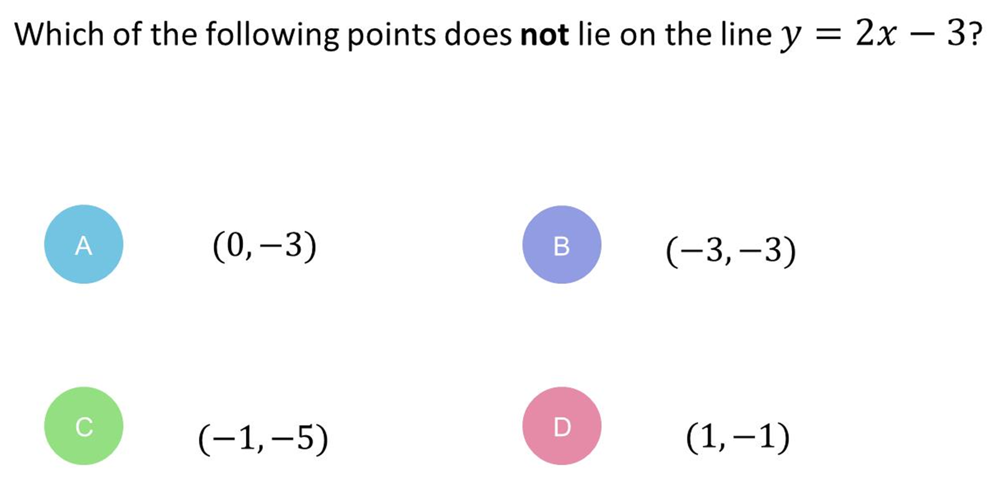 Which of the following points does not lie on the line y = 2x − 3?
A (0, −3) B (−3, −3)
C (−1, −5) D (1, −1)